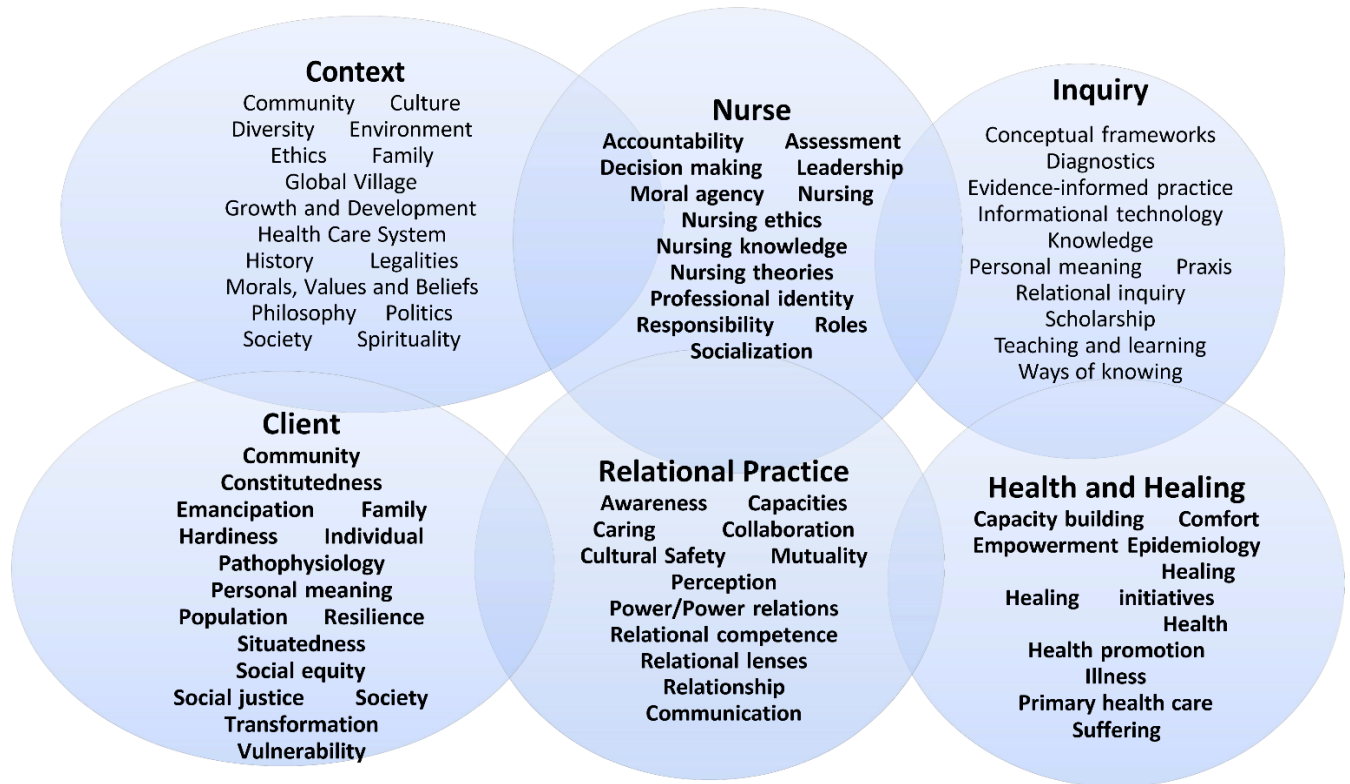 Context
Community Culture
Diversity Environment
Ethics Family
Global Village
Growth and Development
Health Care System
History Legalities
Morals, Values and Beliefs
Philosophy Politics
Society Spirituality
Nurse
Accountability Assessment
Decision making Leadership
Moral agency Nursing
Nursing ethics
Nursing knowledge
Nursing theories
Professional identity
Responsibility Roles
Socialization
Inquiry
Conceptual frameworks
Diagnostics
Evidence-informed practice
Informational technology
Knowledge
Personal meaning Praxis
Relational inquiry
Scholarship
Teaching and learning
Ways of knowing
Client
Community
Constitutedness
Emancipation Family
Hardiness Individual
Pathophysiology
Personal meaning
Population Resilience
Situatedness
Social equity
Social justice Society
Transformation
Vulnerability
Relational Practice
Awareness Capacities
Caring Collaboration
Cultural Safety Mutuality
Perception
Power/Power relations
Relational competence
Relational lenses
Relationship
Communication
Health and Healing
Capacity building Comfort
Empowerment Epidemiology
Healing
Healing initiatives
Health
Health promotion
Illness
Primary health care
Suffering